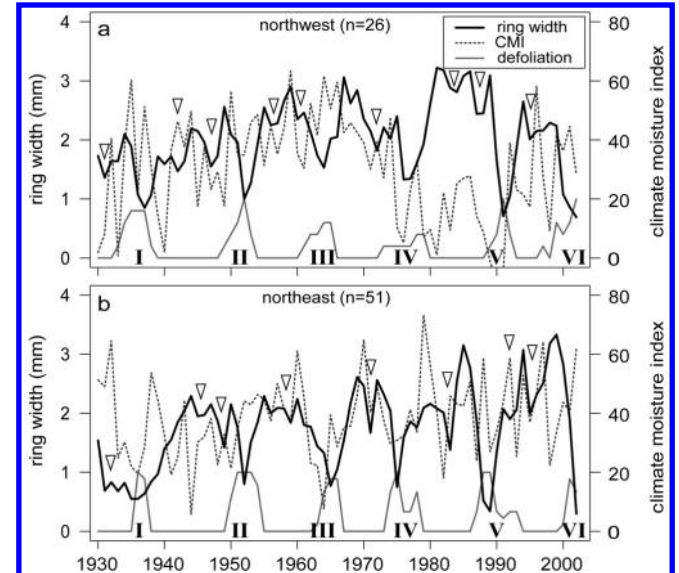 a
northwest (n=26)
ring width
CMI
defoliation
4
3
2
1
0
ring width (mm)
80
60
40
20
0
climate moisture index
I II III IV V VI
b
northeast (n=51)
4
3
2
1
0
ring width (mm)
80
60
40
20
0
climate moisture index
I II III IV V VI
1930 1940 1950 1960 1970 1980 1990 2000